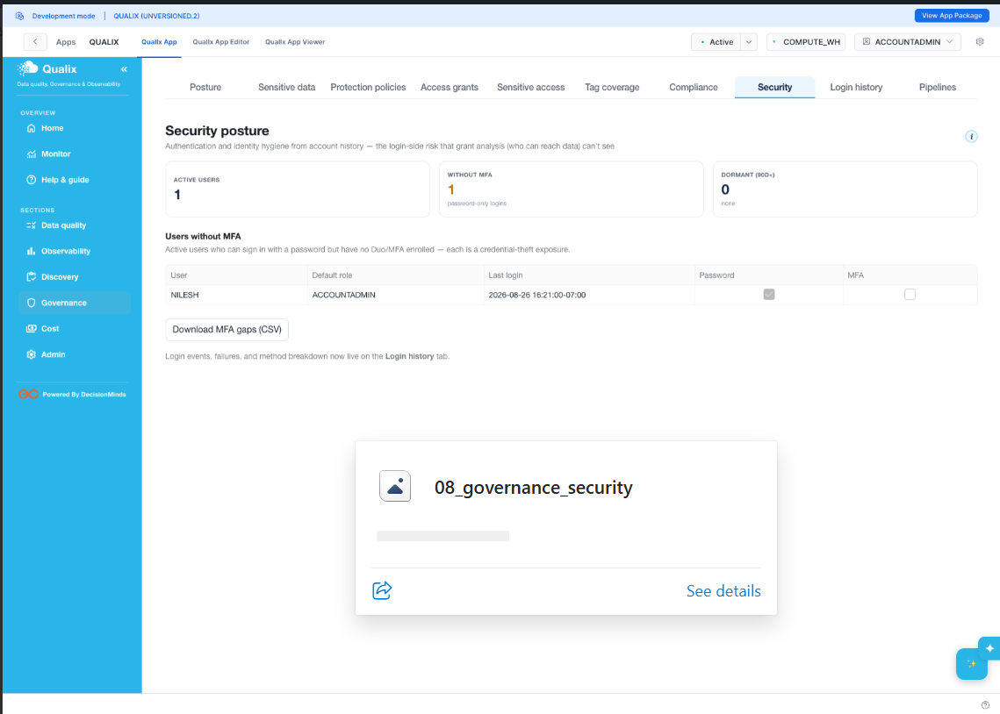 Development mode | QUALIX (UNVERSIONED.2) View App Package
Apps QUALIX Qualix App Qualix App Editor Qualix App Viewer Active COMPUTE_WH ACCOUNTADMIN
Qualix «
Data quality, Governance & Observability
OVERVIEW
Home
Monitor
Help & guide
SECTIONS
Data quality
Observability
Discovery
Governance
Cost
Admin
Powered By DecisionMinds
Posture Sensitive data Protection policies Access grants Sensitive access Tag coverage Compliance Security Login history Pipelines
Security posture
Authentication and identity hygiene from account history — the login-side risk that grant analysis (who can reach data) can't see
ACTIVE USERS
1
WITHOUT MFA
1
password-only logins
DORMANT (90D+)
0
none
Users without MFA
Active users who can sign in with a password but have no Duo/MFA enrolled — each is a credential-theft exposure.
User Default role Last login Password MFA
NILESH ACCOUNTADMIN 2026-08-26 16:21:00-07:00
Download MFA gaps (CSV)
Login events, failures, and method breakdown now live on the Login history tab.
08_governance_security
See details